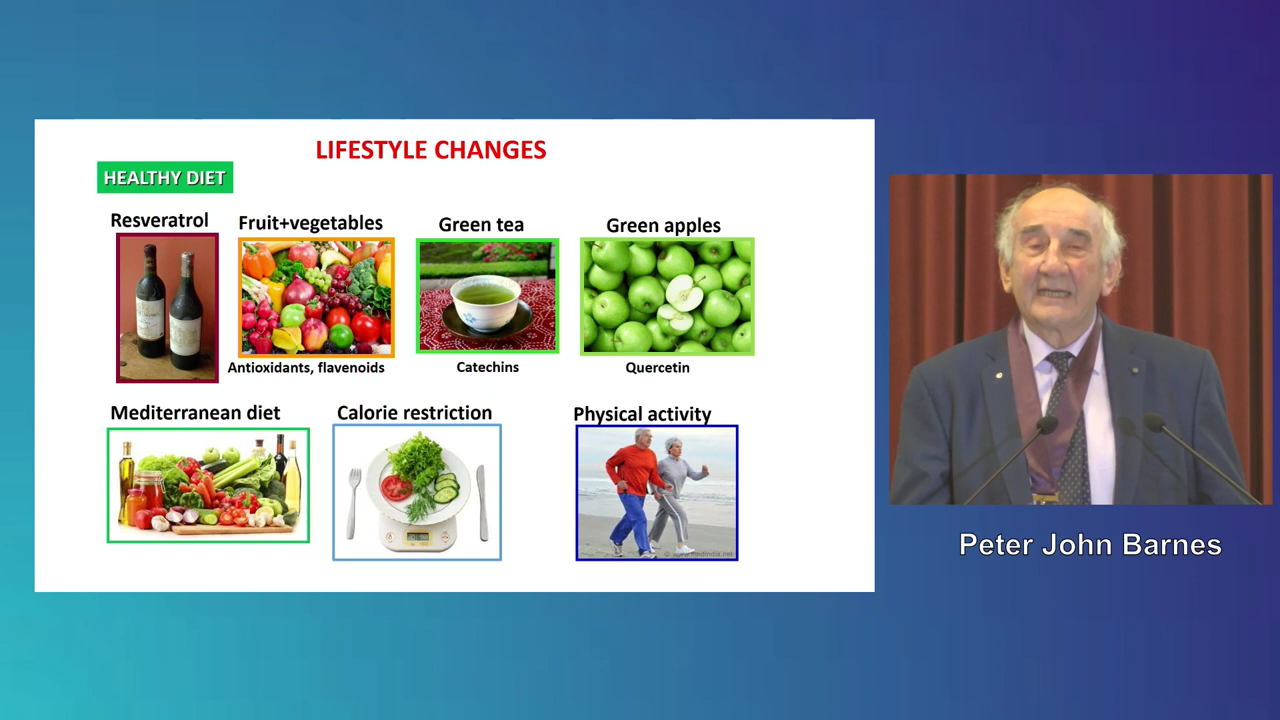 LIFESTYLE CHANGES
HEALTHY DIET
Resveratrol
Fruit+vegetables
Green tea
Green apples
Antioxidants, flavenoids
Catechins
Quercetin
Mediterranean diet
Calorie restriction
Physical activity
Peter John Barnes